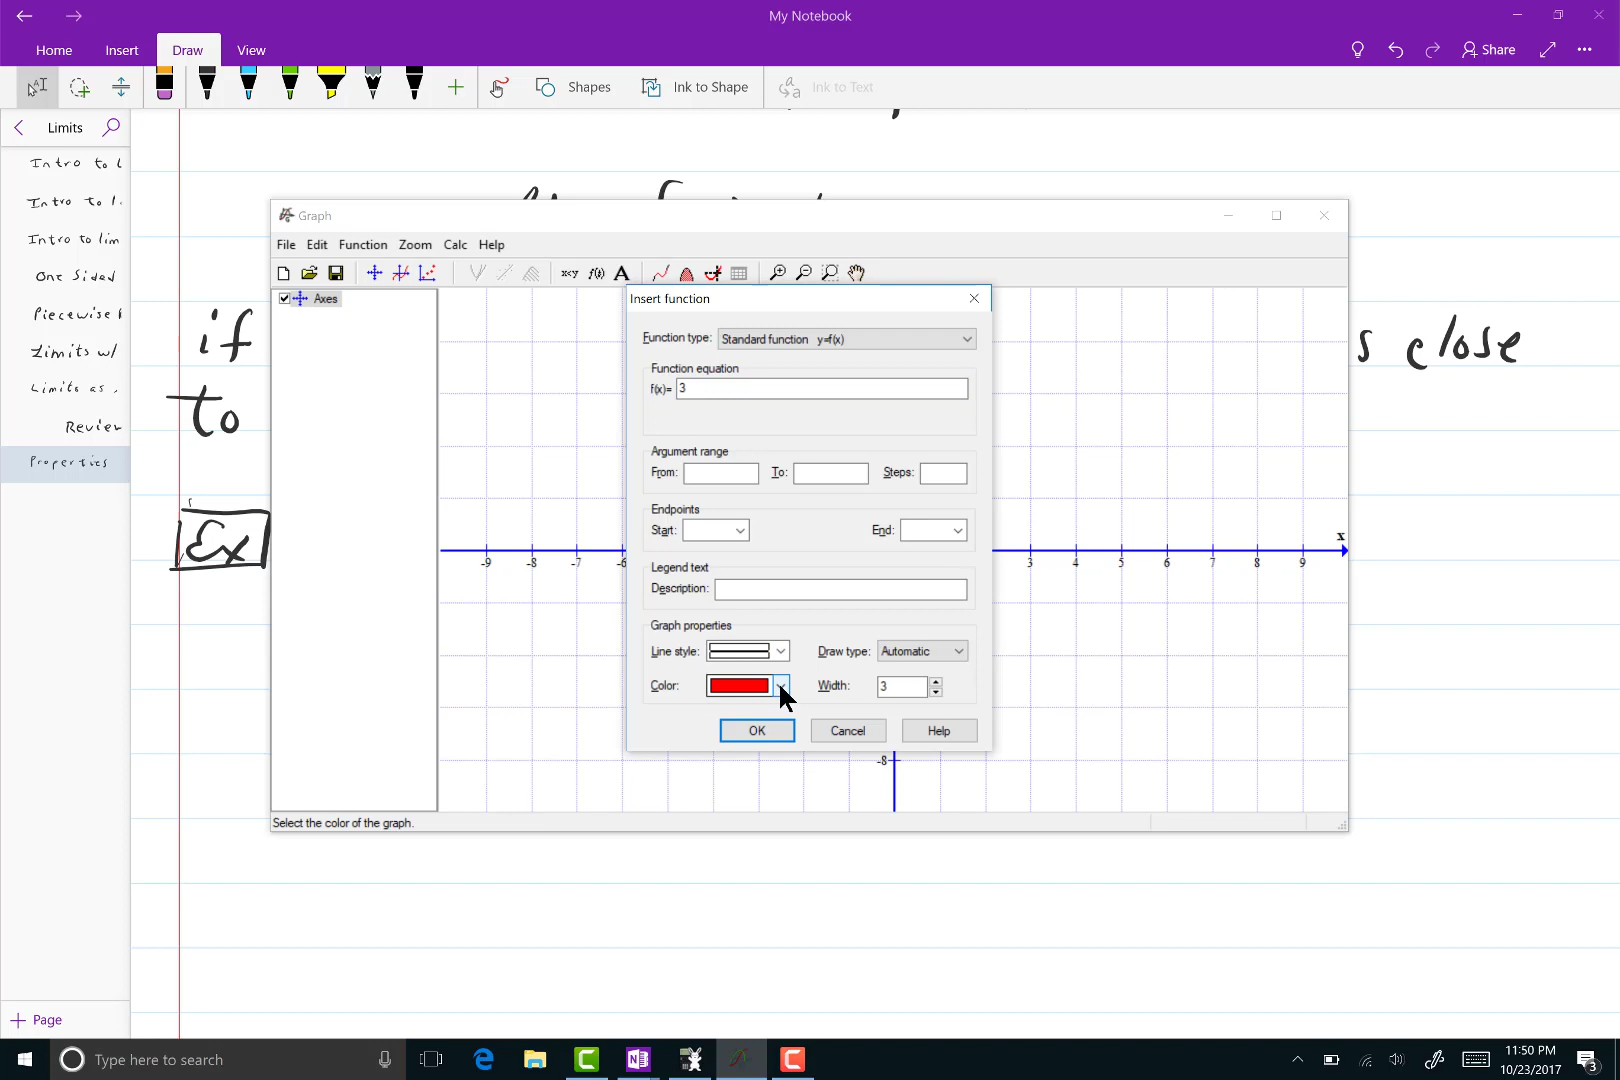 My Notebook
Home Insert Draw View Share
Shapes Ink to Shape Ink to Text
Limits
Intro to l
Intro to l
Intro to lim
One Sided
Piecewise
Limits w/
Limits as
Review
Properties
if
to
Ex
s close
Graph
File Edit Function Zoom Calc Help
Axes
Insert function
Function type: Standard function y=f(x)
Function equation
f(x)= 3
Argument range
From: To: Steps:
Endpoints
Start: End:
Legend text
Description:
Graph properties
Line style: Draw type: Automatic
Color: Width: 3
OK Cancel Help
x
-9 -8 -7 -6 3 4 5 6 7 8 9
-8
Select the color of the graph.
Page
Type here to search
11:50 PM
10/23/2017
3